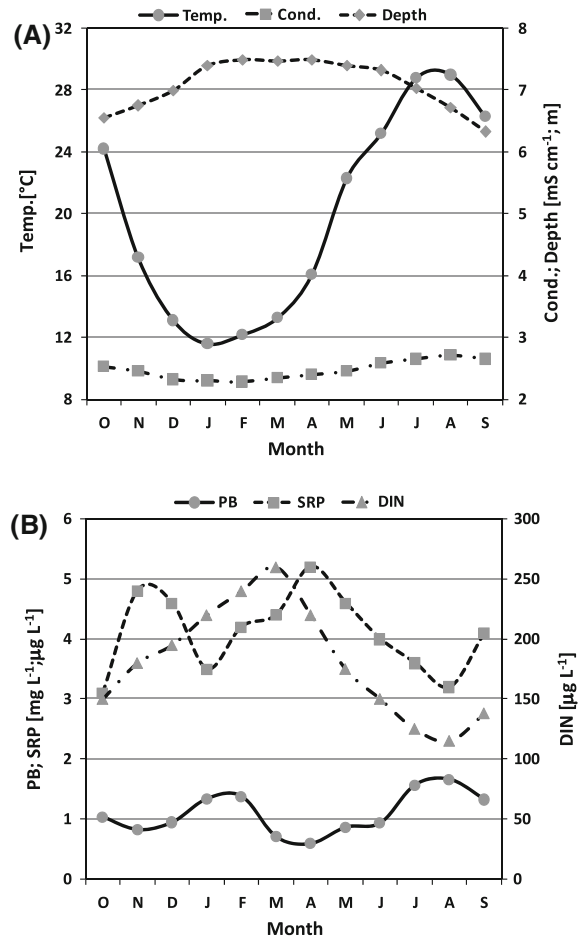 (A)
Temp. Cond. Depth
32
28
24
20
16
12
8
Temp.[°C]
8
7
6
5
4
3
2
Cond.; Depth [mS cm⁻¹; m]
O N D J F M A M J J A S
Month
(B)
PB SRP DIN
6
5
4
3
2
1
0
PB; SRP [mg L⁻¹;µg L⁻¹]
300
250
200
150
100
50
0
DIN [µg L⁻¹]
O N D J F M A M J J A S
Month